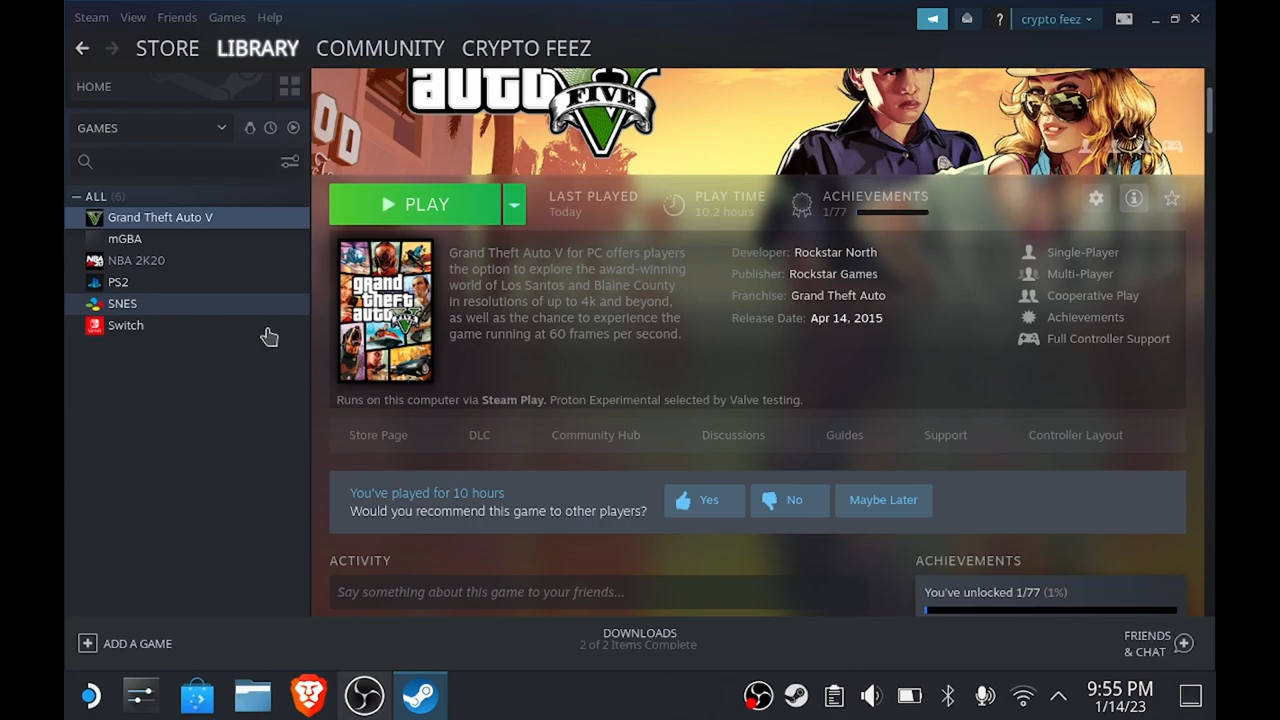 Steam View Friends Games Help
crypto feez
STORE LIBRARY COMMUNITY CRYPTO FEEZ
HOME
GAMES
ALL (6)
Grand Theft Auto V
mGBA
NBA 2K20
PS2
SNES
Switch
auto
FIVE
PLAY
LAST PLAYED
Today
PLAY TIME
10.2 hours
ACHIEVEMENTS
1/77
grand
theft
auto
Grand Theft Auto V for PC offers players
the option to explore the award-winning
world of Los Santos and Blaine County
in resolutions of up to 4k and beyond,
as well as the chance to experience the
game running at 60 frames per second.
Developer: Rockstar North
Publisher: Rockstar Games
Franchise: Grand Theft Auto
Release Date: Apr 14, 2015
Single-Player
Multi-Player
Cooperative Play
Achievements
Full Controller Support
Runs on this computer via Steam Play. Proton Experimental selected by Valve testing.
Store Page DLC Community Hub Discussions Guides Support Controller Layout
You've played for 10 hours
Would you recommend this game to other players?
Yes No Maybe Later
ACTIVITY
Say something about this game to your friends...
ACHIEVEMENTS
You've unlocked 1/77 (1%)
ADD A GAME
DOWNLOADS
2 of 2 Items Complete
FRIENDS
& CHAT
9:55 PM
1/14/23